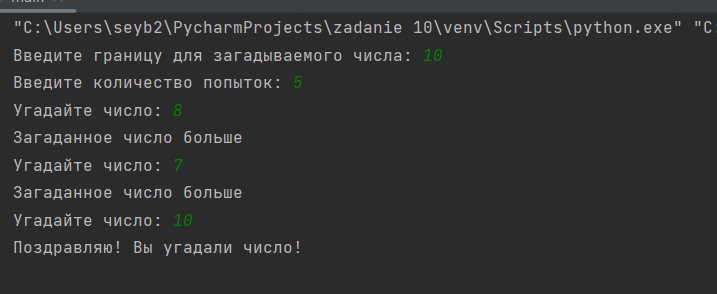 main
"C:\Users\seyb2\PycharmProjects\zadanie 10\venv\Scripts\python.exe" "C:
Введите границу для загадываемого числа: 10
Введите количество попыток: 5
Угадайте число: 8
Загаданное число больше
Угадайте число: 7
Загаданное число больше
Угадайте число: 10
Поздравляю! Вы угадали число!